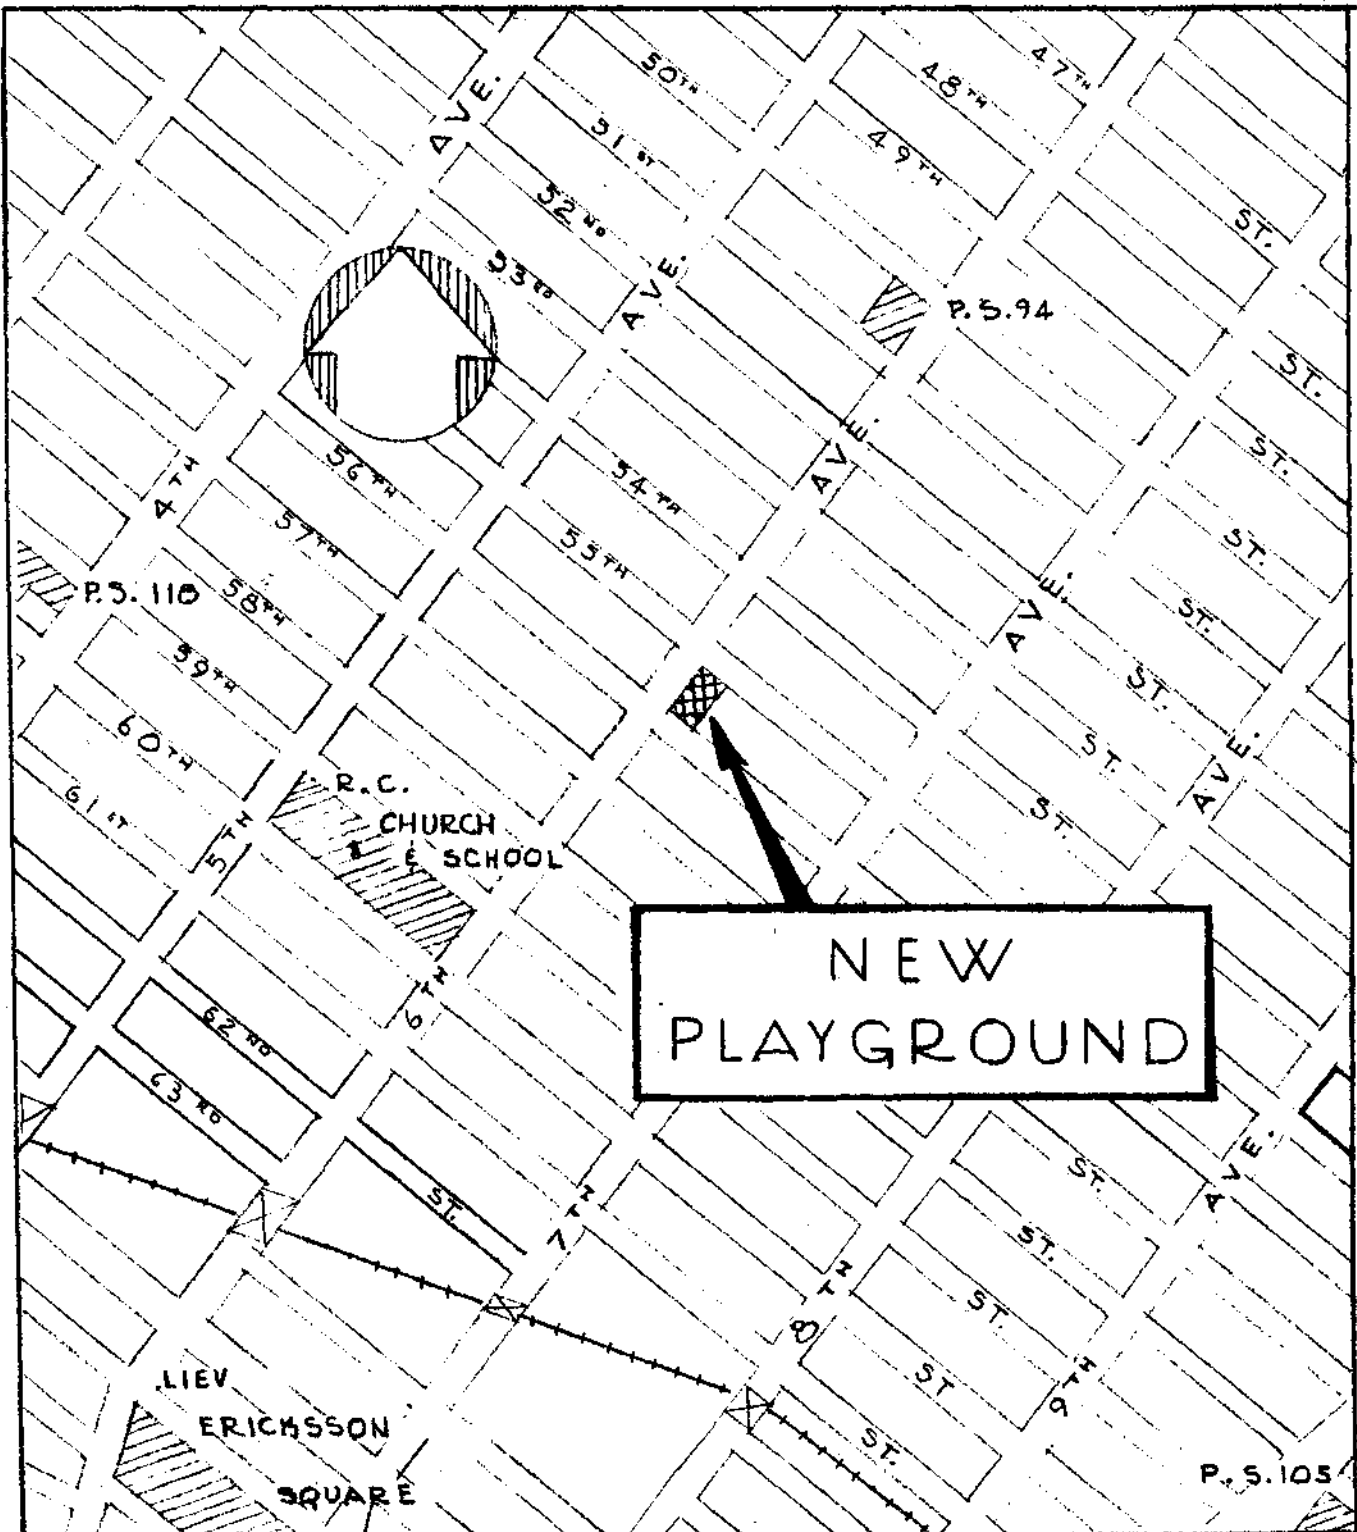 47TH
48TH
49TH
50TH
51ST
52ND
53RD
54TH
55TH
56TH
57TH
58TH
59TH
60TH
61ST
62ND
63RD
AVE.
AVE.
AVE.
AVE.
AVE.
AVE.
4TH
5TH
6TH
7TH
8TH
9TH
ST.
ST.
ST.
ST.
ST.
ST.
ST.
ST.
ST.
ST.
ST.
ST.
ST
ST.
P.S.94
P.S.118
R.C.
CHURCH
& SCHOOL
NEW
PLAYGROUND
LIEV
ERICKSSON
SQUARE
P.S.105